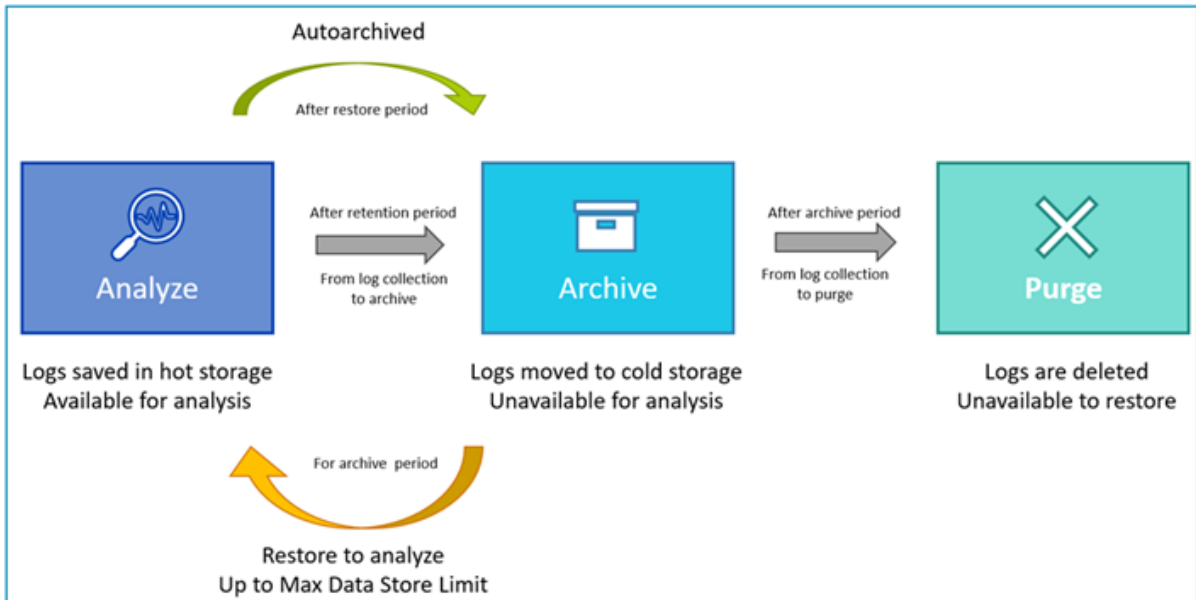 Autoarchived
After restore period
Analyze
After retention period
From log collection
to archive
Archive
After archive period
From log collection
to purge
Purge
Logs saved in hot storage
Available for analysis
Logs moved to cold storage
Unavailable for analysis
Logs are deleted
Unavailable to restore
For archive period
Restore to analyze
Up to Max Data Store Limit